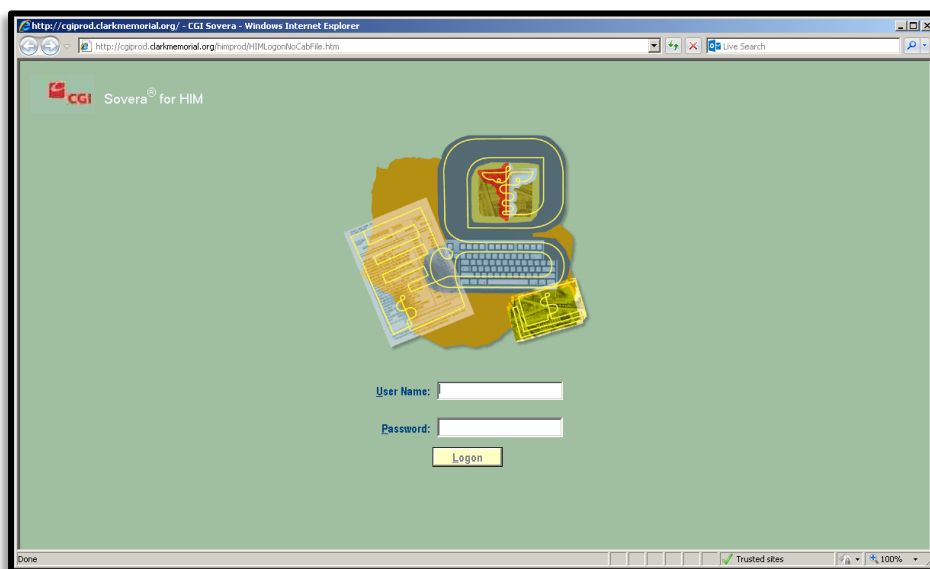 http://cgiprod.clarkmemorial.org/ - CGI Sovera - Windows Internet Explorer
http://cgiprod.clarkmemorial.org/himprod/HIMLogonNoCabFile.htm
Live Search
CGI Sovera® for HIM
User Name:
Password:
Logon
Done
Trusted sites
100%